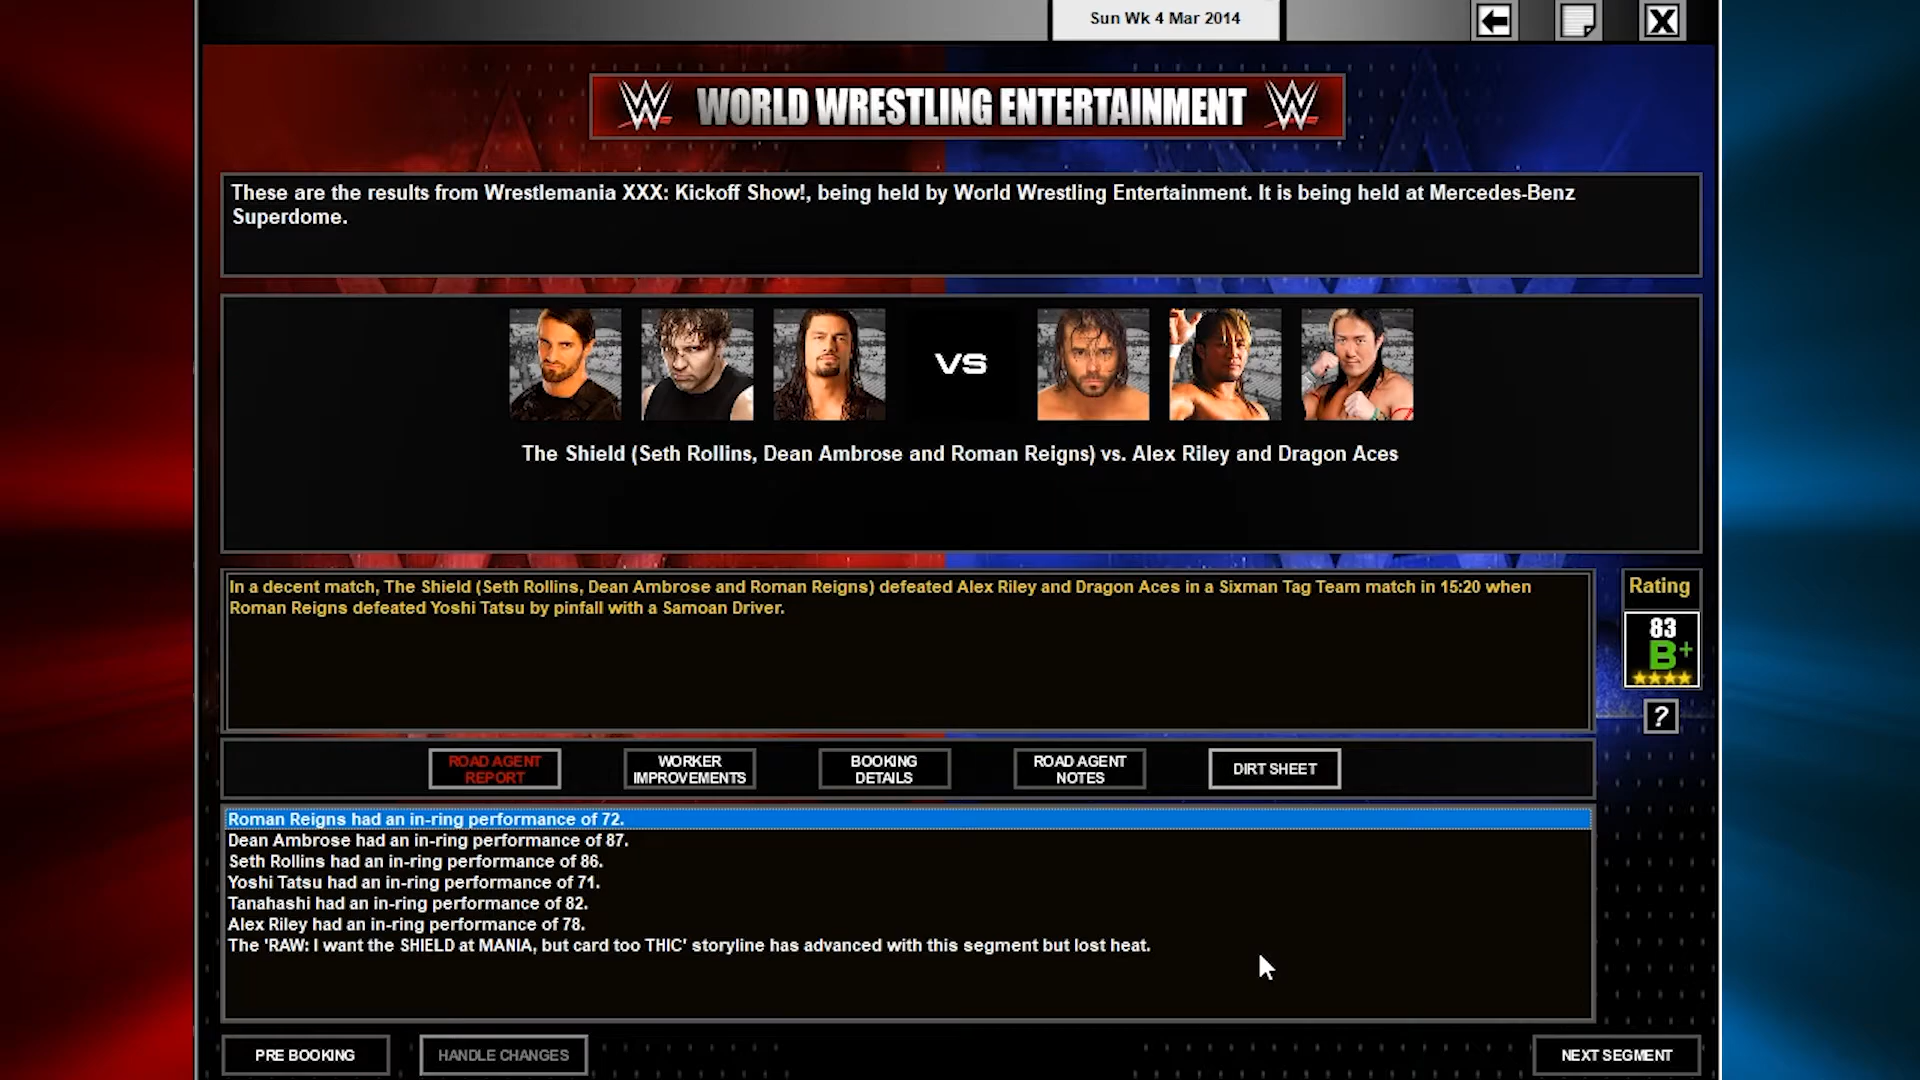 Sun Wk 4 Mar 2014
W WORLD WRESTLING ENTERTAINMENT W
These are the results from Wrestlemania XXX: Kickoff Show!, being held by World Wrestling Entertainment. It is being held at Mercedes-Benz
Superdome.
VS
The Shield (Seth Rollins, Dean Ambrose and Roman Reigns) vs. Alex Riley and Dragon Aces
In a decent match, The Shield (Seth Rollins, Dean Ambrose and Roman Reigns) defeated Alex Riley and Dragon Aces in a Sixman Tag Team match in 15:20 when
Roman Reigns defeated Yoshi Tatsu by pinfall with a Samoan Driver.
Rating
83
B+
?
ROAD AGENT
REPORT
WORKER
IMPROVEMENTS
BOOKING
DETAILS
ROAD AGENT
NOTES
DIRT SHEET
Roman Reigns had an in-ring performance of 72.
Dean Ambrose had an in-ring performance of 87.
Seth Rollins had an in-ring performance of 86.
Yoshi Tatsu had an in-ring performance of 71.
Tanahashi had an in-ring performance of 82.
Alex Riley had an in-ring performance of 78.
The 'RAW: I want the SHIELD at MANIA, but card too THIC' storyline has advanced with this segment but lost heat.
PRE BOOKING
HANDLE CHANGES
NEXT SEGMENT